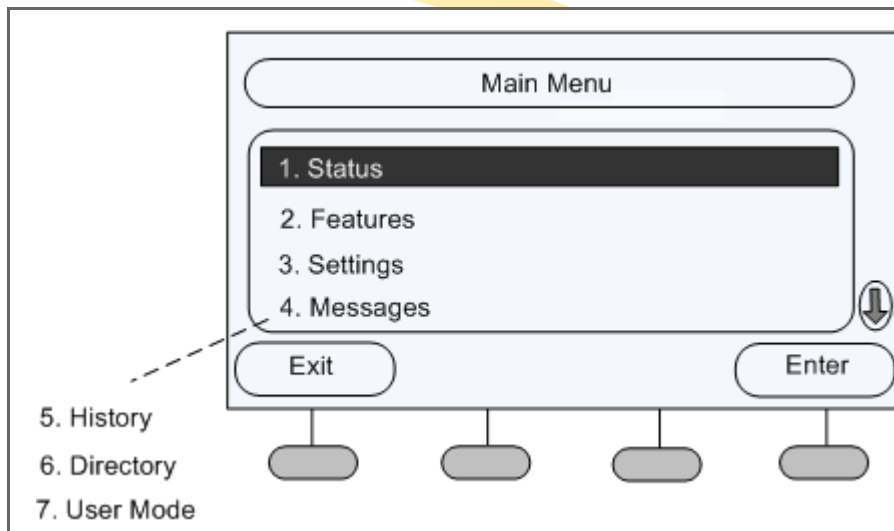 Main Menu
1. Status
2. Features
3. Settings
4. Messages
Exit
Enter
5. History
6. Directory
7. User Mode